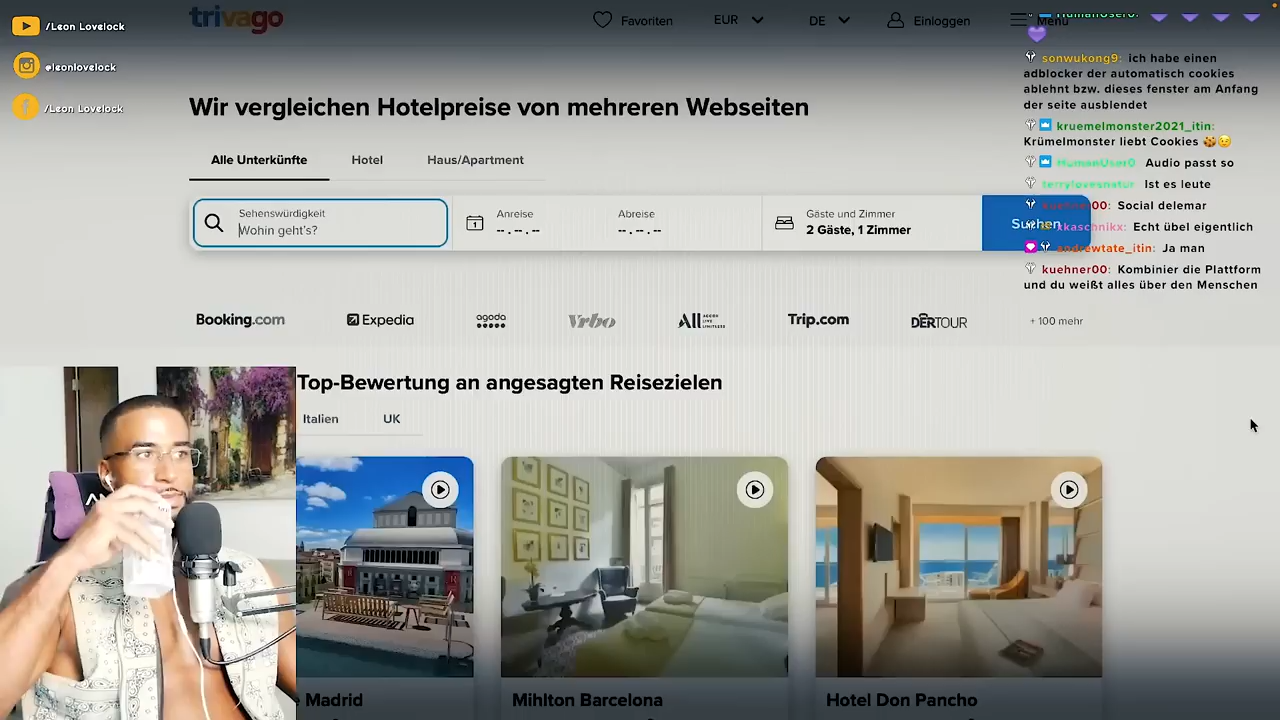 /Leon Lovelock
@leonlovelock
/Leon Lovelock
trivago
Favoriten
EUR
DE
Einloggen
Menü
Wir vergleichen Hotelpreise von mehreren Webseiten
Alle Unterkünfte
Hotel
Haus/Apartment
Sehenswürdigkeit
Wohin geht's?
Anreise
-- . -- . --
Abreise
-- . -- . --
Gäste und Zimmer
2 Gäste, 1 Zimmer
Suchen
Booking.com
Expedia
agoda
Vrbo
All
Trip.com
DERTOUR
+ 100 mehr
Top-Bewertung an angesagten Reisezielen
Italien
UK
Madrid
Mihlton Barcelona
Hotel Don Pancho
HumanUser0:
sonwukong9: ich habe einen
adblocker der automatisch cookies
ablehnt bzw. dieses fenster am Anfang
der seite ausblendet
kruemelmonster2021_itin:
Krümelmonster liebt Cookies 🍪😉
HumanUser0: Audio passt so
terrylovesnatur: Ist es leute
kuehner00: Social delemar
xkaschnikx: Echt übel eigentlich
andrewtate_itin: Ja man
kuehner00: Kombinier die Plattform
und du weißt alles über den Menschen